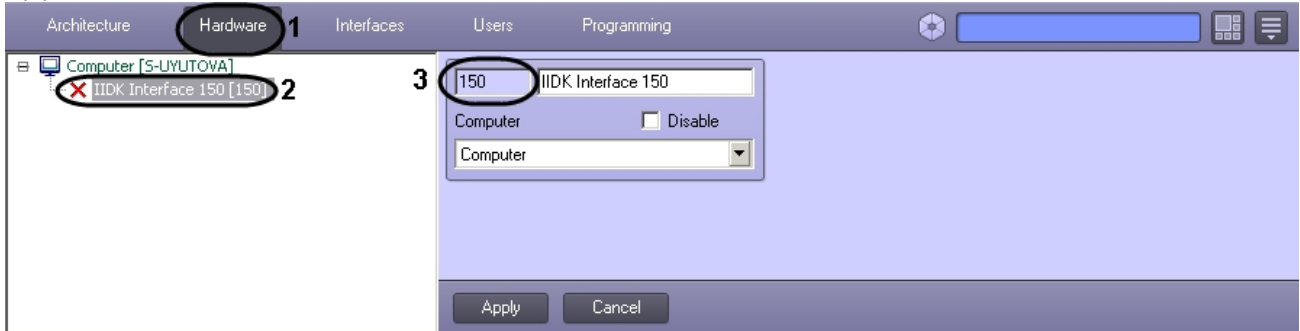 Architecture Hardware 1 Interfaces Users Programming
Computer [S-UYUTOVA]
IIDK Interface 150 [150] 2
3 150 IIDK Interface 150
Computer Disable
Computer
Apply Cancel